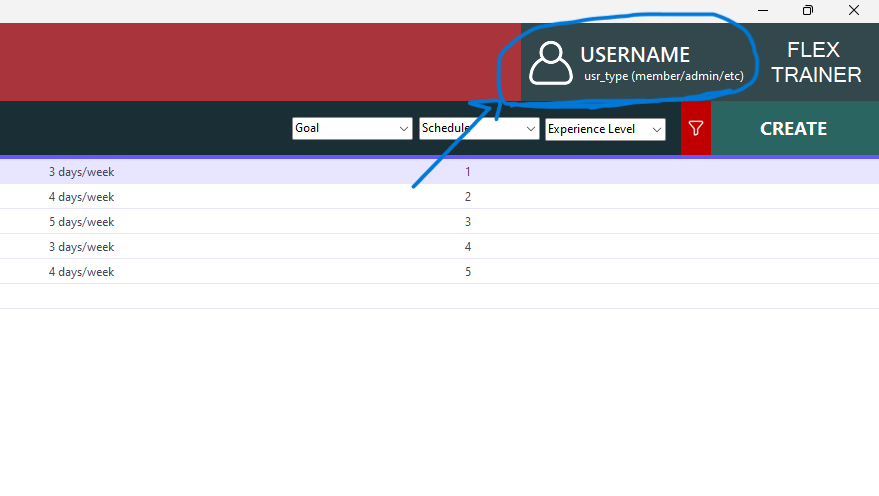 USERNAME
usr_type (member/admin/etc)
FLEX
TRAINER
Goal
Schedule
Experience Level
CREATE
3 days/week 1
4 days/week 2
5 days/week 3
3 days/week 4
4 days/week 5